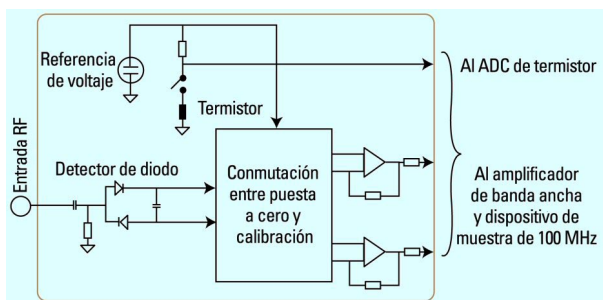 Referencia
de voltaje
Termistor
Al ADC de termistor
Entrada RF
Detector de diodo
Conmutación
entre puesta
a cero y
calibración
Al amplificador
de banda ancha
y dispositivo de
muestra de 100 MHz